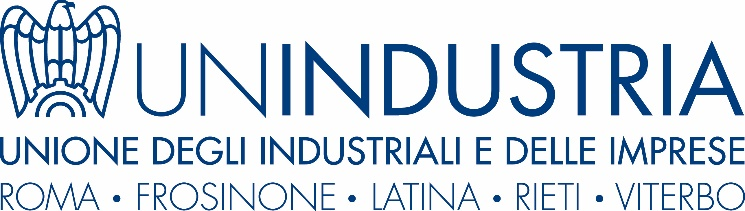 UNINDUSTRIA
UNIONE DEGLI INDUSTRIALI E DELLE IMPRESE
ROMA • FROSINONE • LATINA • RIETI • VITERBO